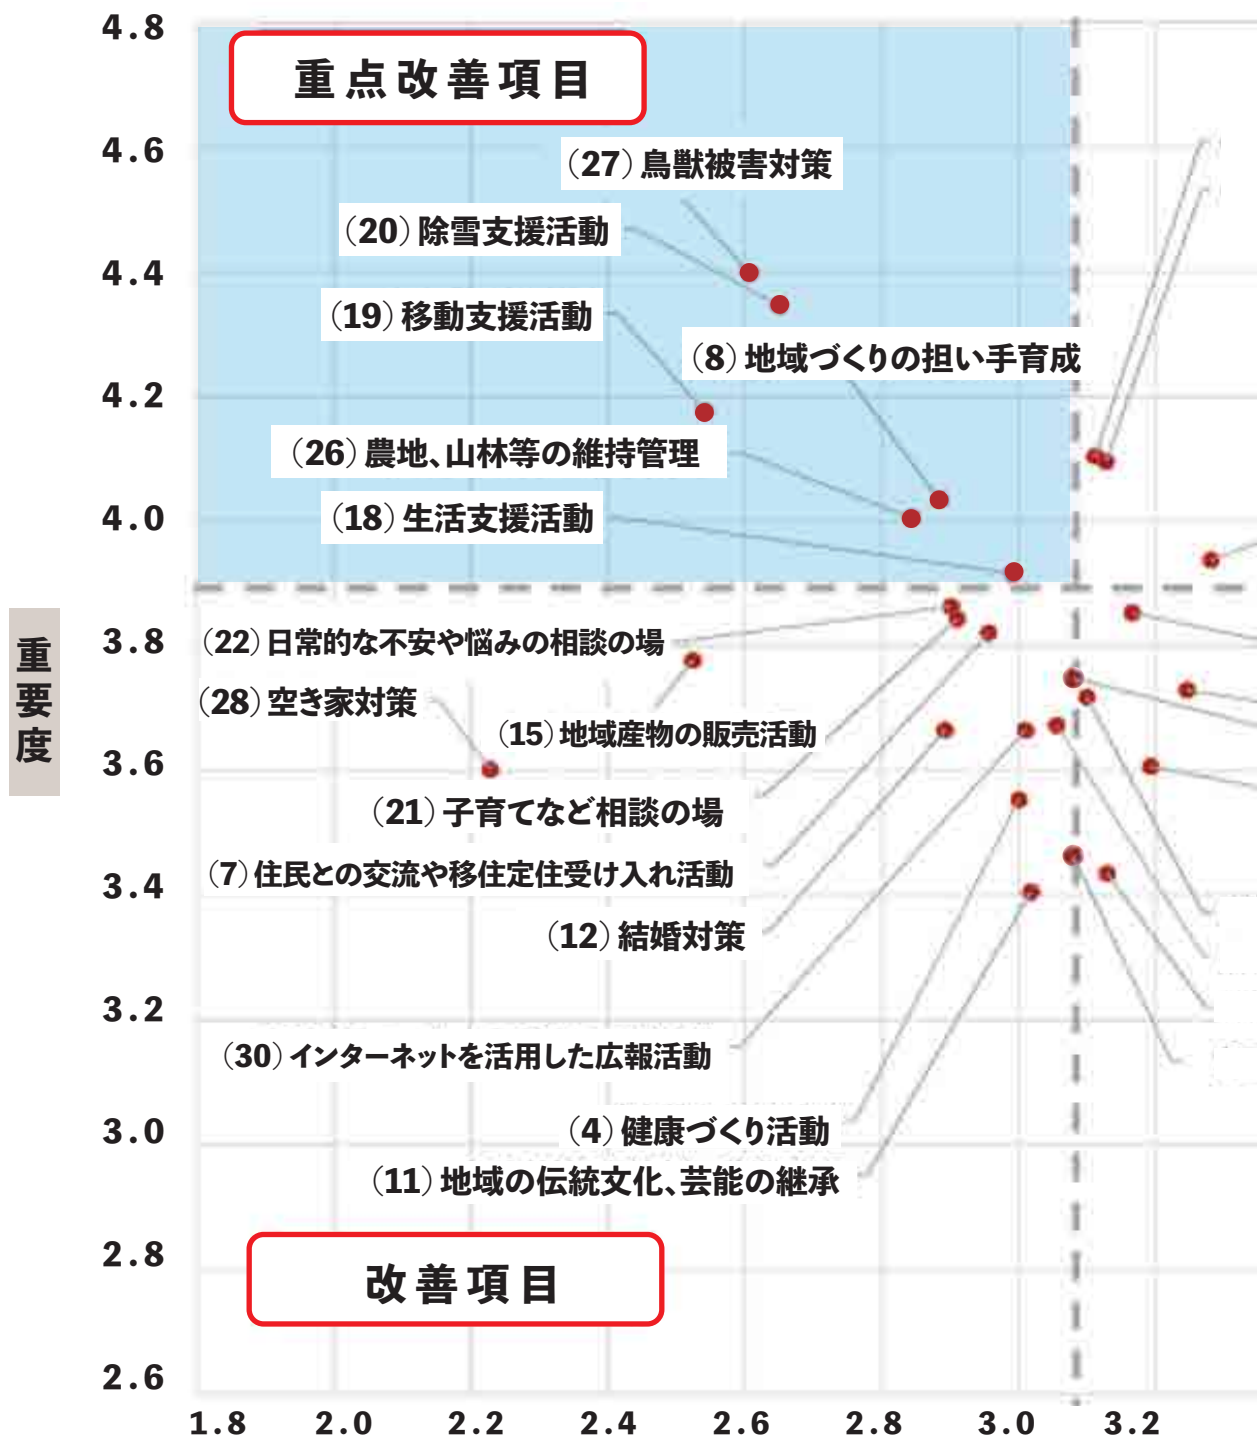 4.8
重点改善項目
4.6
(27)鳥獣被害対策
(20)除雪支援活動
4.4
(19)移動支援活動
(8)地域づくりの担い手育成
4.2
(26)農地、山林等の維持管理
4.0
(18)生活支援活動
重要度
3.8
(22)日常的な不安や悩みの相談の場
(28)空き家対策
(15)地域産物の販売活動
3.6
(21)子育てなど相談の場
3.4
(7)住民との交流や移住定住受け入れ活動
(12)結婚対策
3.2
(30)インターネットを活用した広報活動
3.0
(4)健康づくり活動
(11)地域の伝統文化、芸能の継承
2.8
改善項目
2.6
1.8 2.0 2.2 2.4 2.6 2.8 3.0 3.2